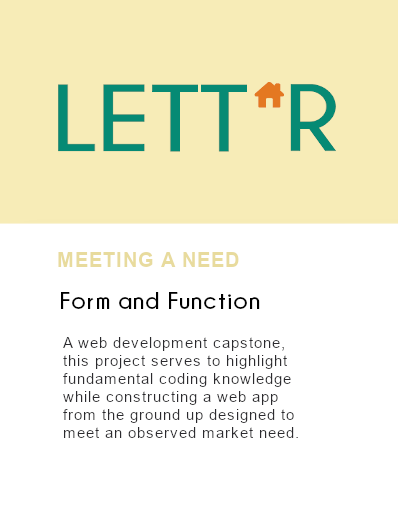 LETT R
MEETING A NEED
Form and Function
A web development capstone,
this project serves to highlight
fundamental coding knowledge
while constructing a web app
from the ground up designed to
meet an observed market need.